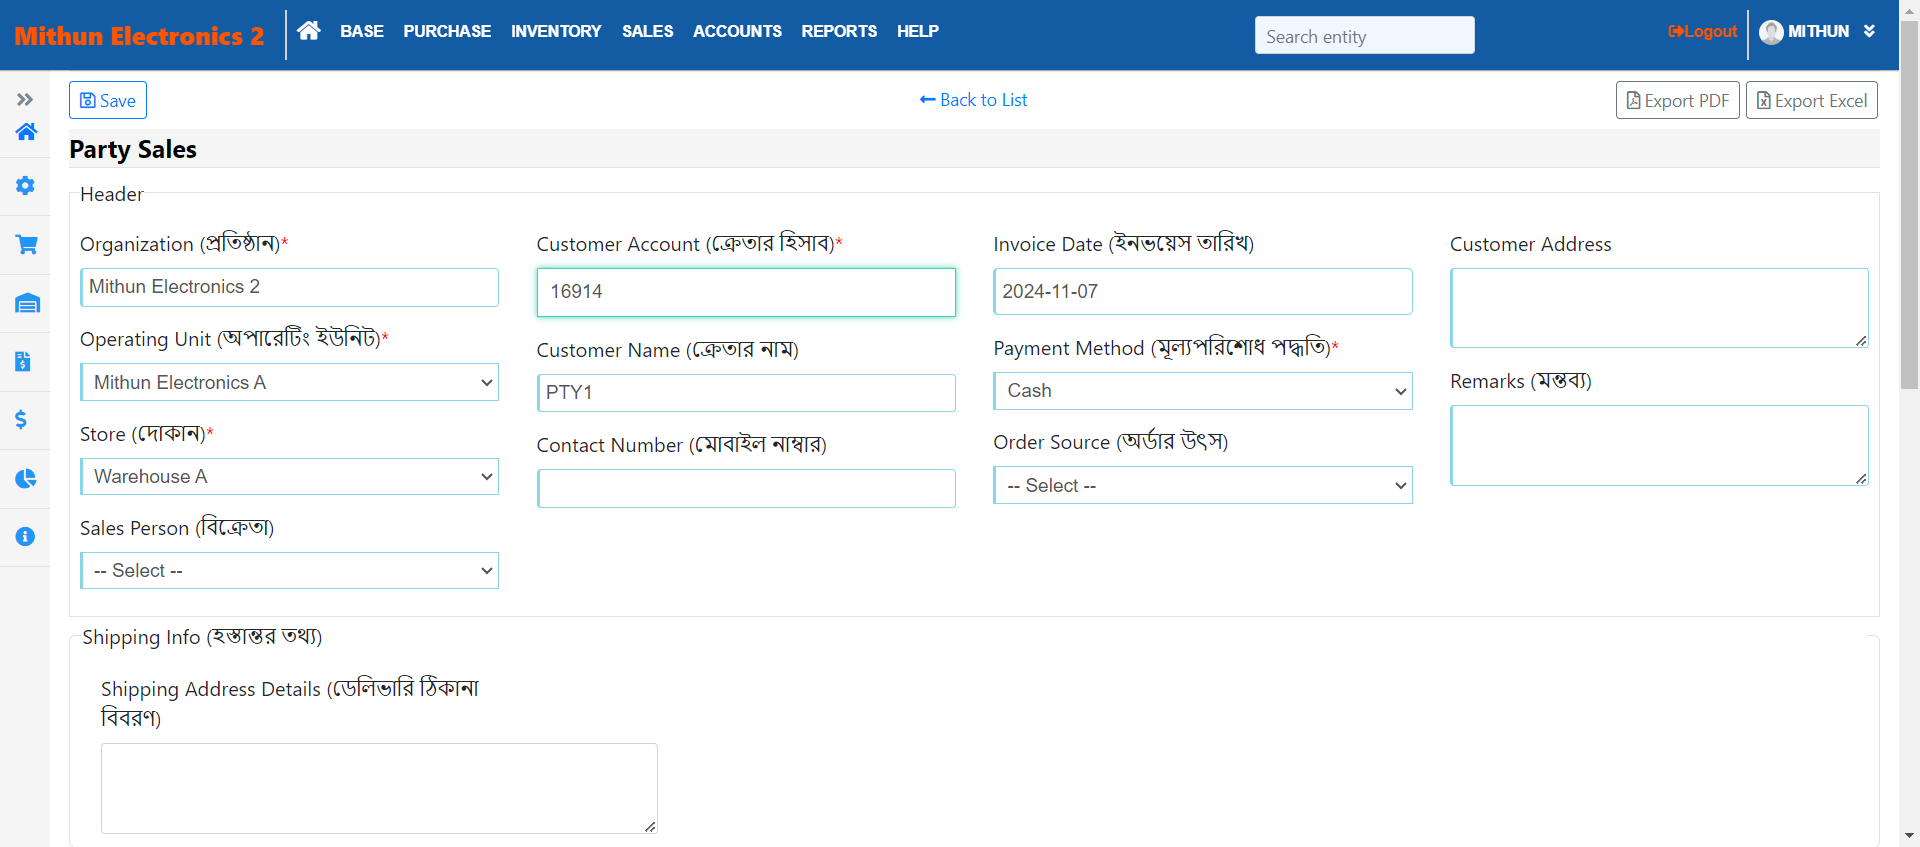 Mithun Electronics 2
BASE PURCHASE INVENTORY SALES ACCOUNTS REPORTS HELP
Search entity
Logout
MITHUN
Save
Back to List
Export PDF
Export Excel
Party Sales
Header
Organization (প্রতিষ্ঠান)*
Mithun Electronics 2
Operating Unit (অপারেটিং ইউনিট)*
Mithun Electronics A
Store (দোকান)*
Warehouse A
Sales Person (বিক্রেতা)
-- Select --
Customer Account (ক্রেতার হিসাব)*
16914
Customer Name (ক্রেতার নাম)
PTY1
Contact Number (মোবাইল নাম্বার)
Invoice Date (ইনভয়েস তারিখ)
2024-11-07
Payment Method (মূল্যপরিশোধ পদ্ধতি)*
Cash
Order Source (অর্ডার উৎস)
-- Select --
Customer Address
Remarks (মন্তব্য)
Shipping Info (হস্তান্তর তথ্য)
Shipping Address Details (ডেলিভারি ঠিকানা
বিবরণ)